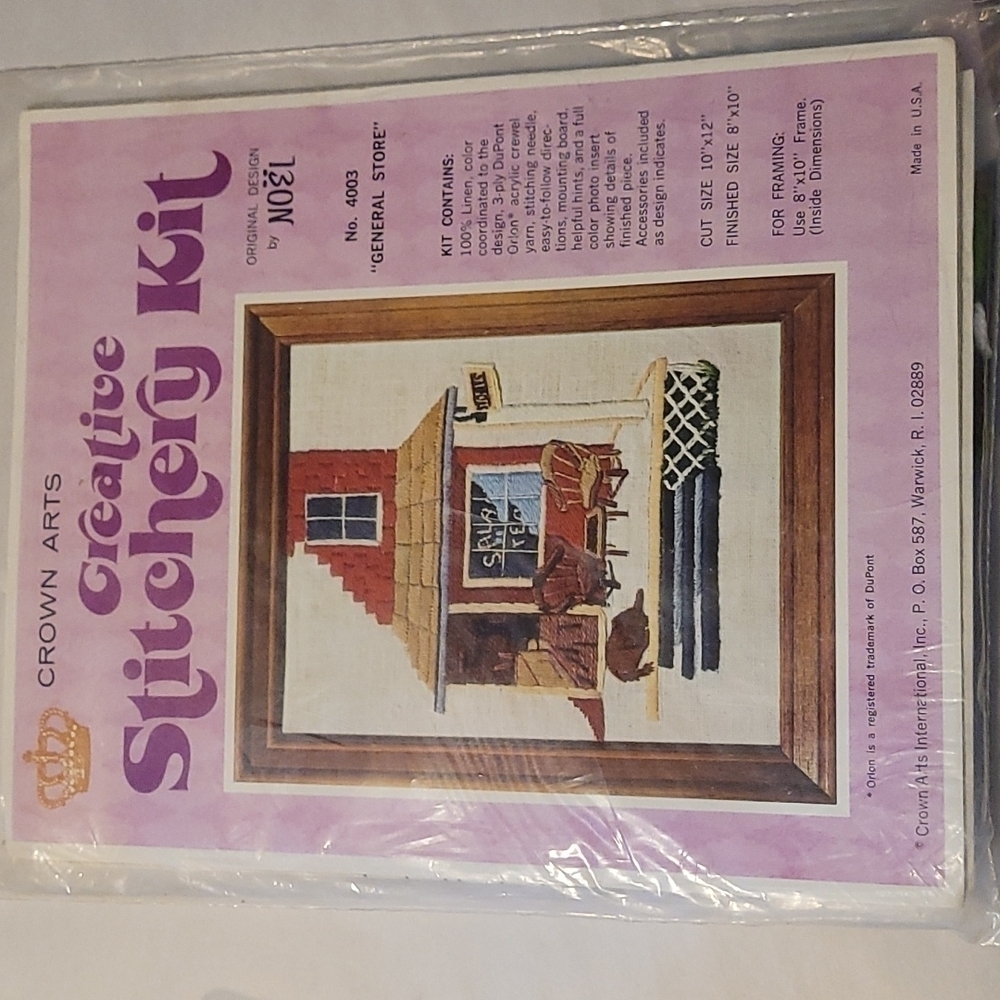 CROWN ARTS
Creative
Stitchery Kit
ORIGINAL DESIGN
by NOËL
No. 4003
"GENERAL STORE"
KIT CONTAINS:
100% Linen, color
coordinated to the
design, 3-ply DuPont
Orlon* acrylic crewel
yarn, stitching needle,
easy-to-follow direc-
tions, mounting board,
helpful hints, and a full
color photo insert
showing details of
finished piece.
Accessories included
as design indicates.
CUT SIZE 10"x12"
FINISHED SIZE 8"x10"
FOR FRAMING:
Use 8"x10" Frame.
(Inside Dimensions)
* Orlon is a registered trademark of DuPont
© Crown Arts International, Inc., P. O. Box 587, Warwick, R. I. 02889
Made in U.S.A.